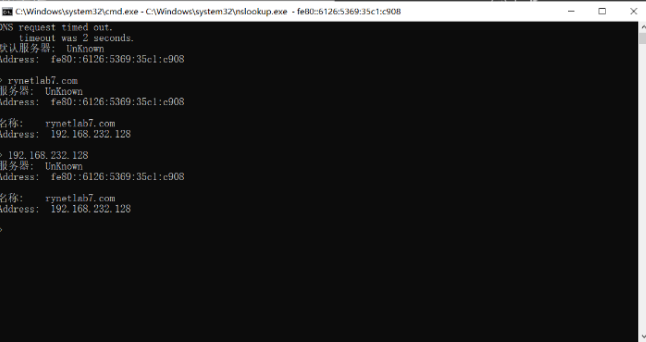 C:\Windows\system32\cmd.exe - C:\Windows\system32\nslookup.exe - fe80::6126:5369:35c1:c908
DNS request timed out.
timeout was 2 seconds.
默认服务器: UnKnown
Address: fe80::6126:5369:35c1:c908
> rynetlab7.com
服务器: UnKnown
Address: fe80::6126:5369:35c1:c908
名称: rynetlab7.com
Address: 192.168.232.128
> 192.168.232.128
服务器: UnKnown
Address: fe80::6126:5369:35c1:c908
名称: rynetlab7.com
Address: 192.168.232.128
>